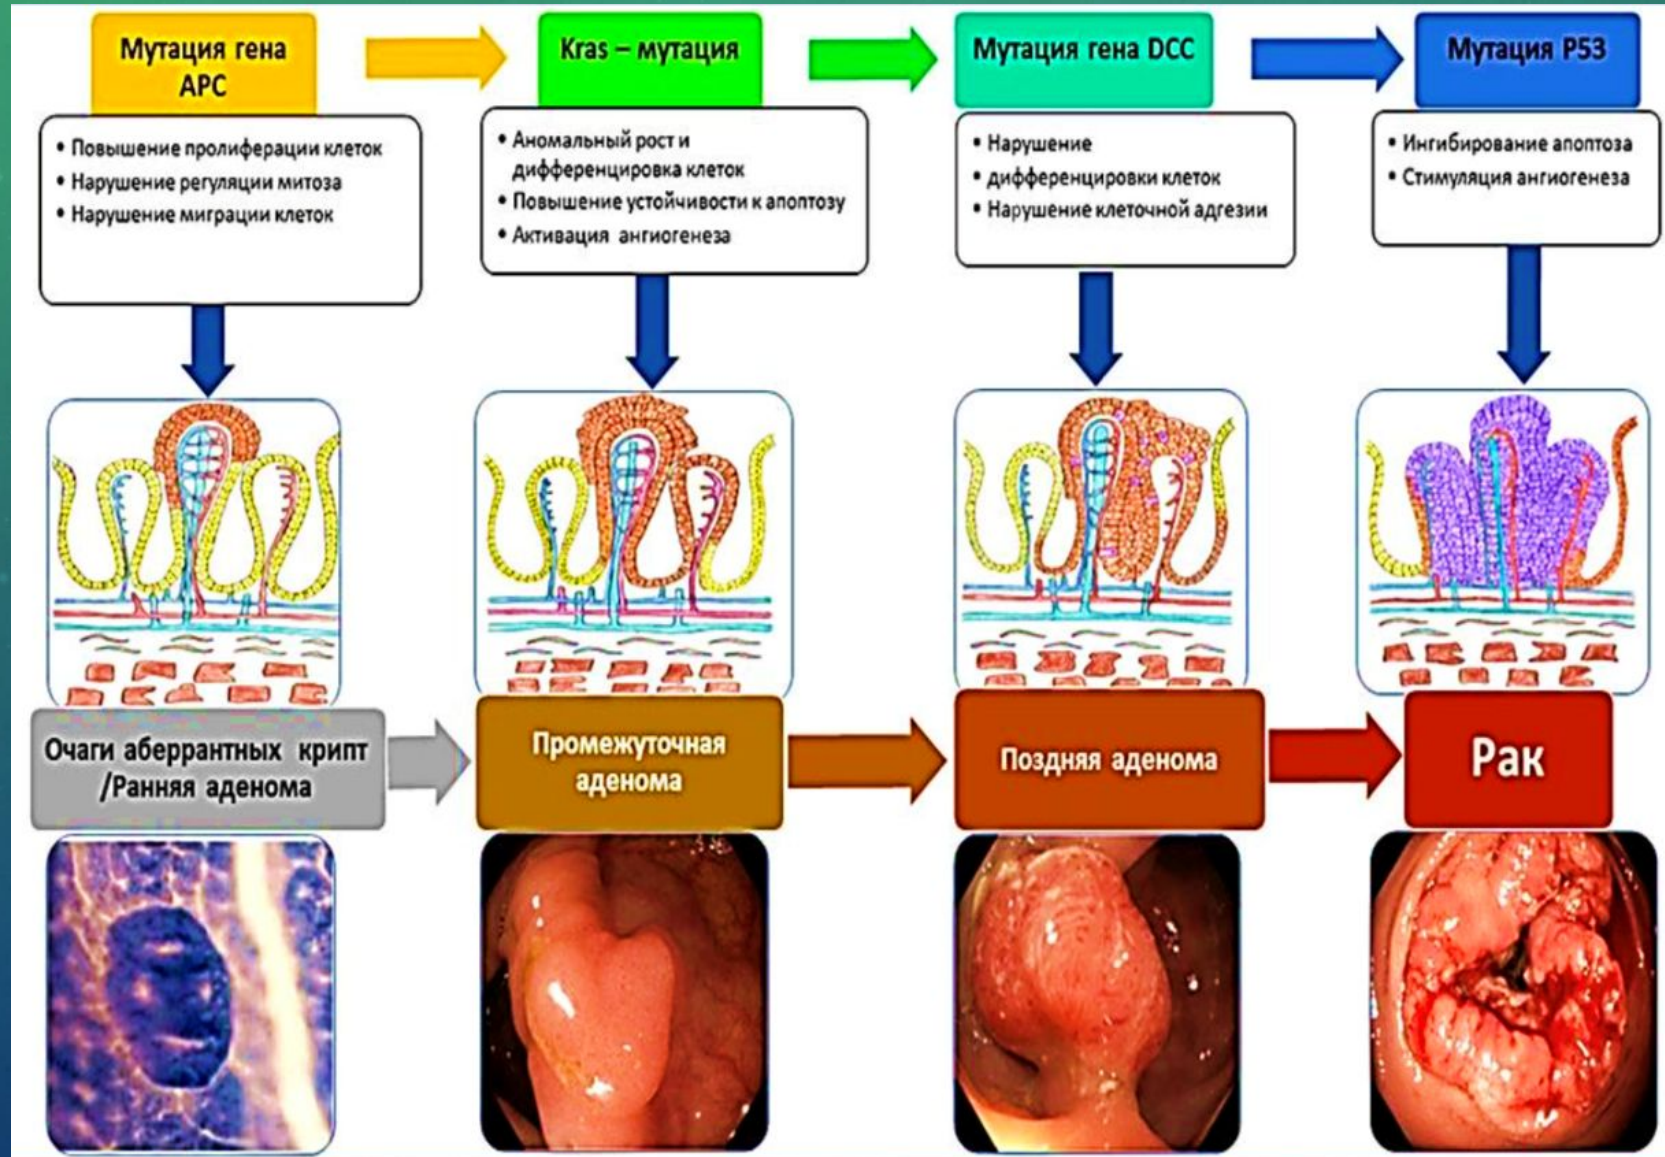 Мутация гена
APC
Kras – мутация
Мутация гена DCC
Мутация P53
• Повышение пролиферации клеток
• Нарушение регуляции митоза
• Нарушение миграции клеток
• Аномальный рост и
дифференцировка клеток
• Повышение устойчивости к апоптозу
• Активация ангиогенеза
• Нарушение
• дифференцировки клеток
• Нарушение клеточной адгезии
• Ингибирование апоптоза
• Стимуляция ангиогенеза
Очаги аберрантных крипт
/Ранняя аденома
Промежуточная
аденома
Поздняя аденома
Рак